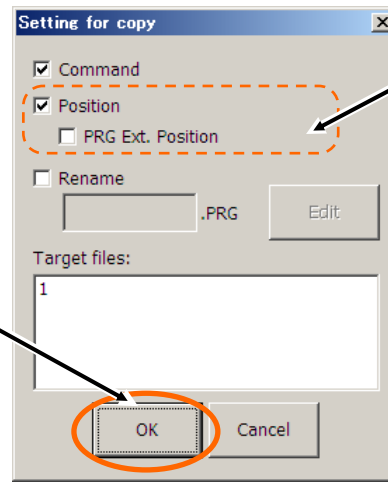 Setting for copy
Command
Position
PRG Ext. Position
Rename
.PRG
Edit
Target files:
1
OK
Cancel